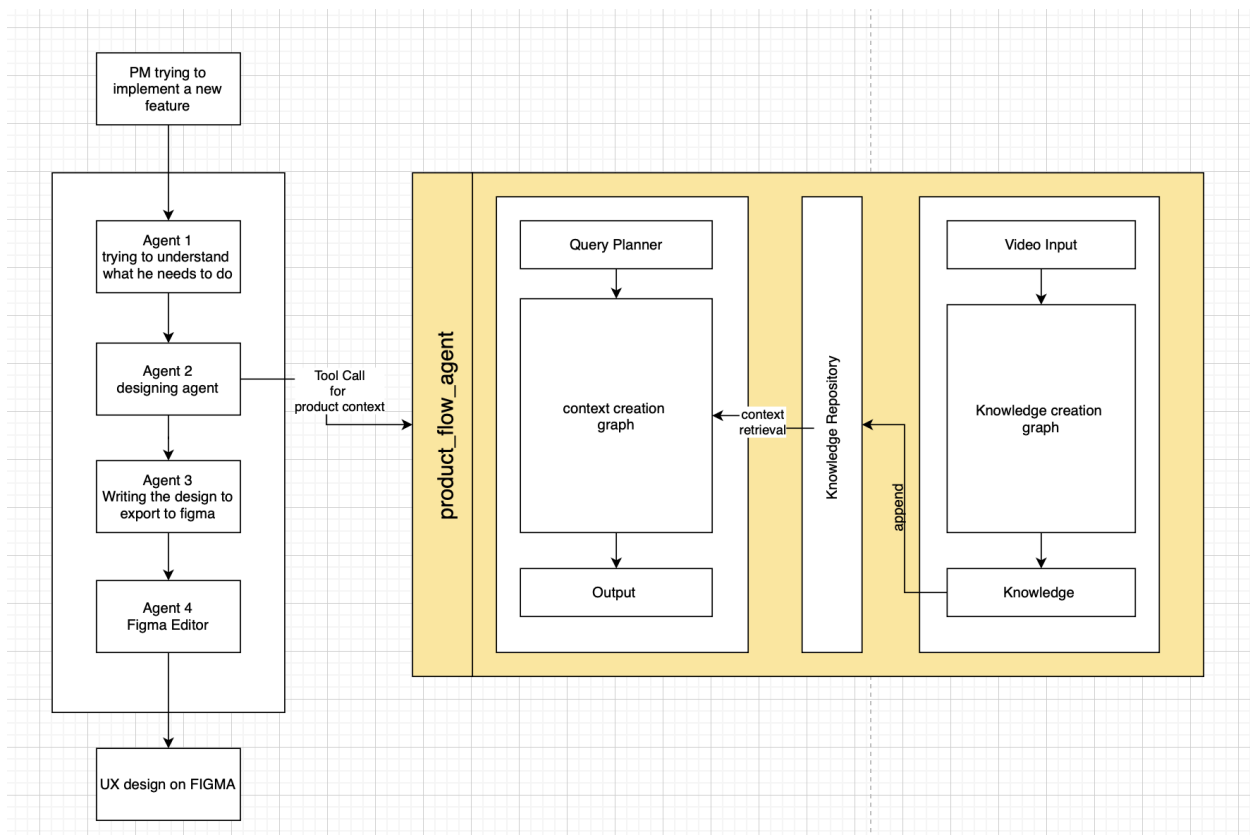 PM trying to
implement a new
feature
Agent 1
trying to understand
what he needs to do
Agent 2
designing agent
Agent 3
Writing the design to
export to figma
Agent 4
Figma Editor
UX design on FIGMA
Tool Call
for
product context
product_flow_agent
Query Planner
context creation
graph
Output
context
retrieval
Knowledge Repository
append
Video Input
Knowledge creation
graph
Knowledge